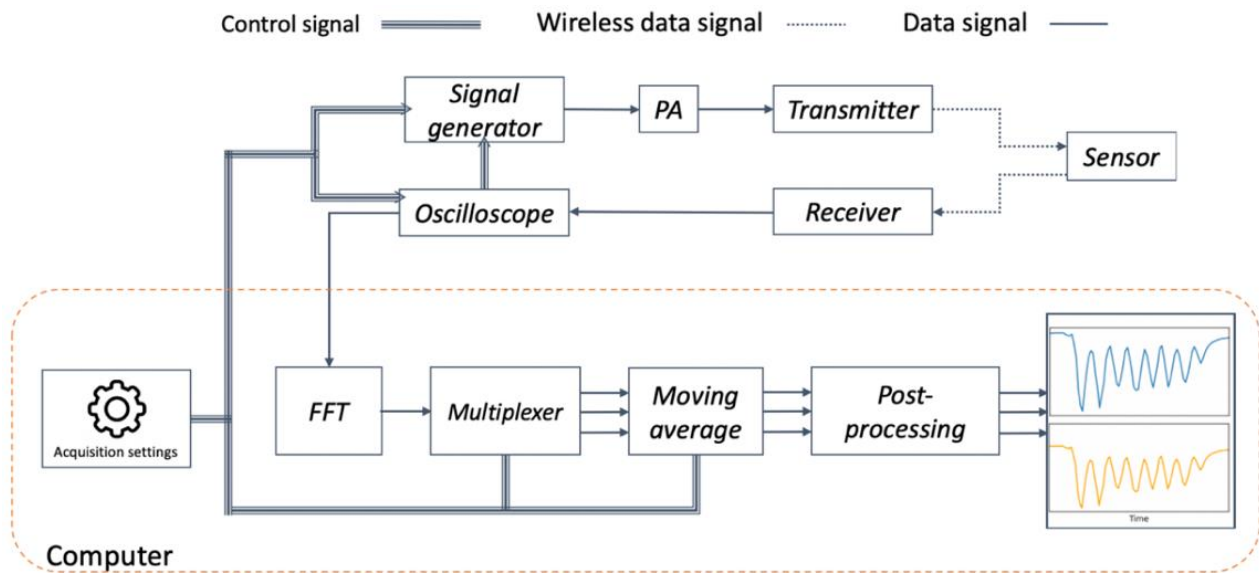 Control signal
Wireless data signal
Data signal
Signal
generator
PA
Transmitter
Sensor
Oscilloscope
Receiver
Acquisition settings
FFT
Multiplexer
Moving
average
Post-
processing
Time
Computer